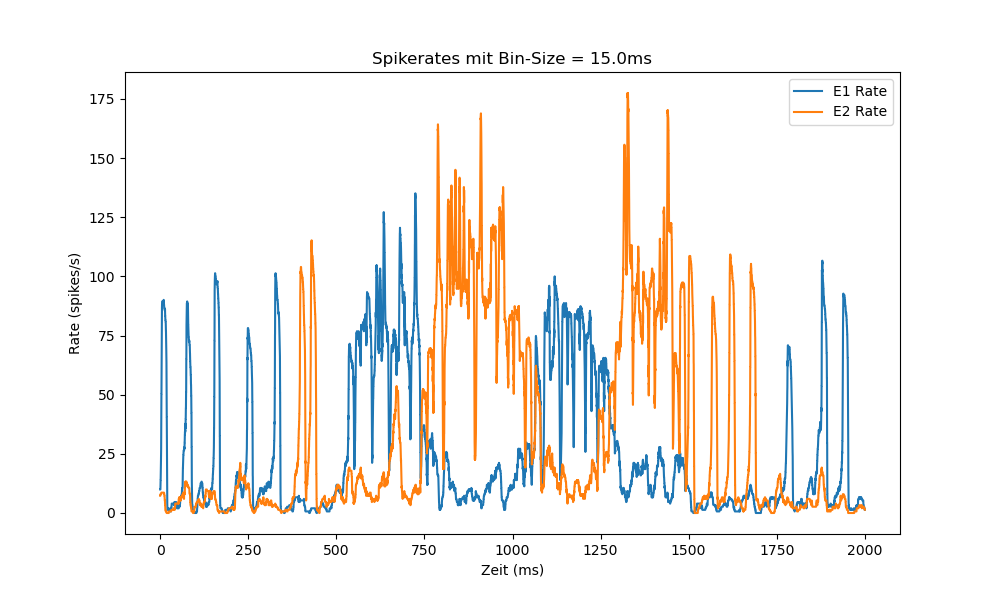 Spikerates mit Bin-Size = 15.0ms
E1 Rate
E2 Rate
Rate (spikes/s)
175
150
125
100
75
50
25
0
0 250 500 750 1000 1250 1500 1750 2000
Zeit (ms)